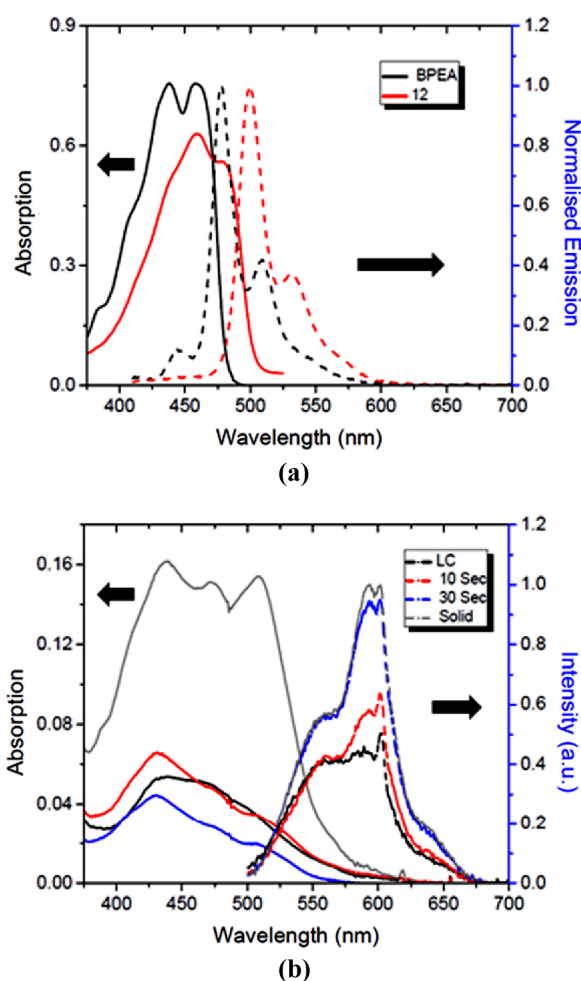 0.9
0.6
0.3
0.0
Absorption
BPEA
12
1.2
1.0
0.8
0.6
0.4
0.2
0.0
Normalised Emission
400 450 500 550 600 650 700
Wavelength (nm)
(a)
0.16
0.12
0.08
0.04
0.00
Absorption
LC
10 Sec
30 Sec
Solid
1.2
1.0
0.8
0.6
0.4
0.2
0.0
Intensity (a.u.)
400 450 500 550 600 650 700
Wavelength (nm)
(b)